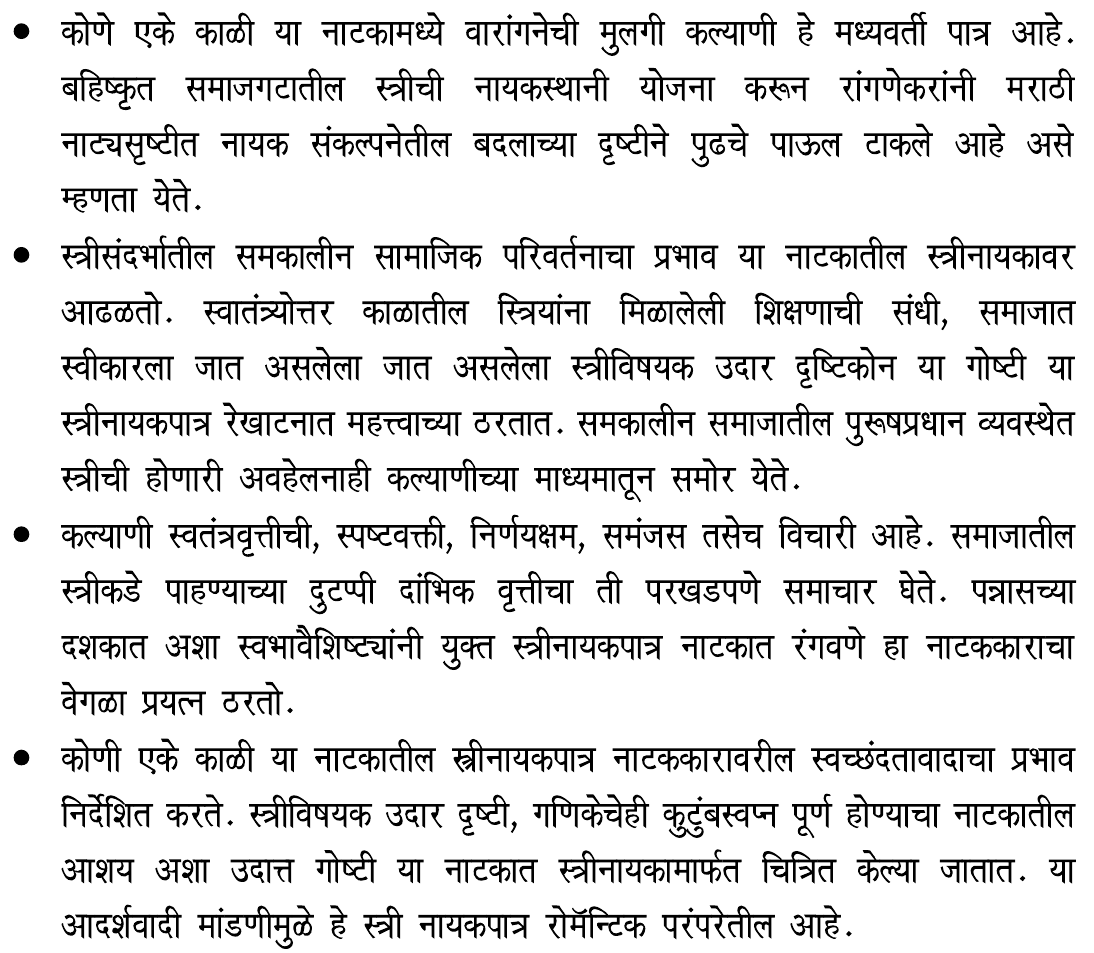 • कोणे एके काळी या नाटकामध्ये वारांगनेची मुलगी कल्याणी हे मध्यवर्ती पात्र आहे.
बहिष्कृत समाजगटातील स्त्रीची नायकस्थानी योजना करून रांगणेकरांनी मराठी
नाट्यसृष्टीत नायक संकल्पनेतील बदलाच्या दृष्टीने पुढचे पाऊल टाकले आहे असे
म्हणता येते.
• स्त्रीसंदर्भातील समकालीन सामाजिक परिवर्तनाचा प्रभाव या नाटकातील स्त्रीनायकावर
आढळतो. स्वातंत्र्योत्तर काळातील स्त्रियांना मिळालेली शिक्षणाची संधी, समाजात
स्वीकारला जात असलेला जात असलेला स्त्रीविषयक उदार दृष्टिकोन या गोष्टी या
स्त्रीनायकपात्र रेखाटनात महत्त्वाच्या ठरतात. समकालीन समाजातील पुरूषप्रधान व्यवस्थेत
स्त्रीची होणारी अवहेलनाही कल्याणीच्या माध्यमातून समोर येते.
• कल्याणी स्वतंत्रवृत्तीची, स्पष्टवक्ती, निर्णयक्षम, समंजस तसेच विचारी आहे. समाजातील
स्त्रीकडे पाहण्याच्या दुटप्पी दांभिक वृत्तीचा ती परखडपणे समाचार घेते. पन्नासच्या
दशकात अशा स्वभावैशिष्ट्यांनी युक्त स्त्रीनायकपात्र नाटकात रंगवणे हा नाटककाराचा
वेगळा प्रयत्न ठरतो.
• कोणी एके काळी या नाटकातील स्त्रीनायकपात्र नाटककारावरील स्वच्छंदतावादाचा प्रभाव
निर्देशित करते. स्त्रीविषयक उदार दृष्टी, गणिकेचेही कुटुंबस्वप्न पूर्ण होण्याचा नाटकातील
आशय अशा उदात्त गोष्टी या नाटकात स्त्रीनायकामार्फत चित्रित केल्या जातात. या
आदर्शवादी मांडणीमुळे हे स्त्री नायकपात्र रोमॅन्टिक परंपरेतील आहे.